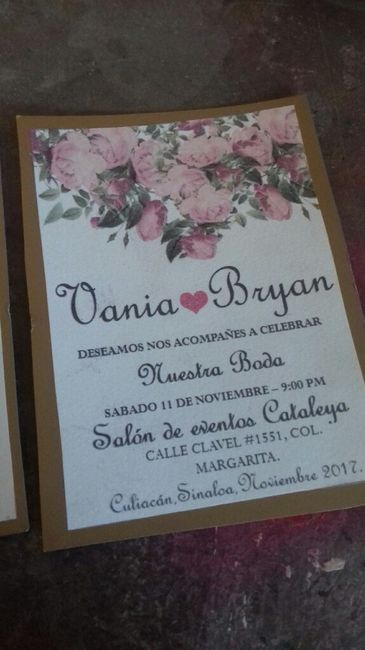 Vania Bryan
DESEAMOS NOS ACOMPAÑES A CELEBRAR
Nuestra Boda
SABADO 11 DE NOVIEMBRE – 9:00 PM
Salón de eventos Cataleya
CALLE CLAVEL #1551, COL.
MARGARITA.
Culiacán, Sinaloa, Noviembre 2017.